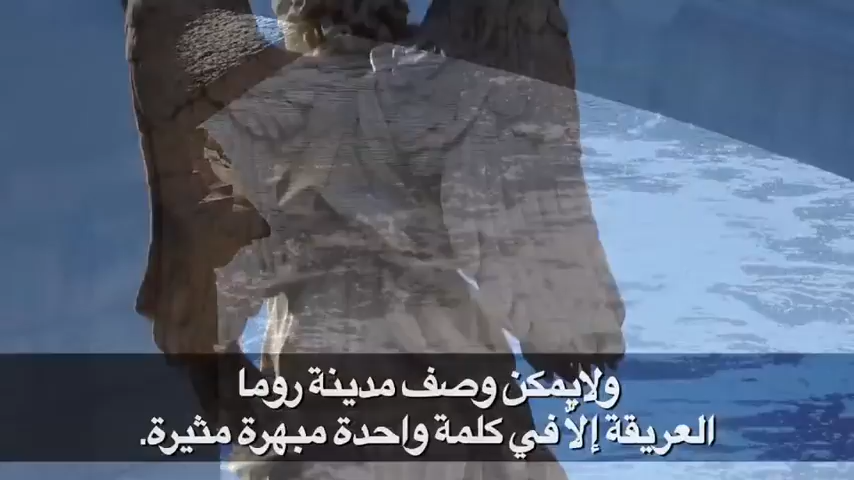 ولايمكن وصف مدينة روما
العريقة إلاّ في كلمة واحدة مبهرة مثيرة.